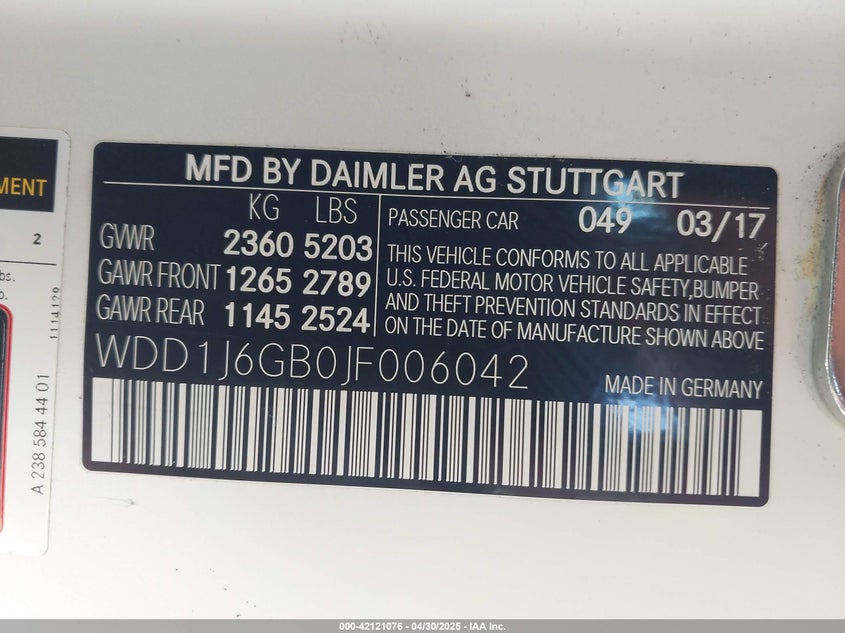 MFD BY DAIMLER AG STUTTGART
KG LBS
GVWR 2360 5203
GAWR FRONT 1265 2789
GAWR REAR 1145 2524
PASSENGER CAR 049 03/17
THIS VEHICLE CONFORMS TO ALL APPLICABLE
U.S. FEDERAL MOTOR VEHICLE SAFETY,BUMPER
AND THEFT PREVENTION STANDARDS IN EFFECT
ON THE DATE OF MANUFACTURE SHOWN ABOVE
WDD1J6GB0JF006042
MADE IN GERMANY
MENT
2
bs.
b.
1114129
A 238 584 44 01
000-42121076 / 04/30/2025 - IAA Inc.